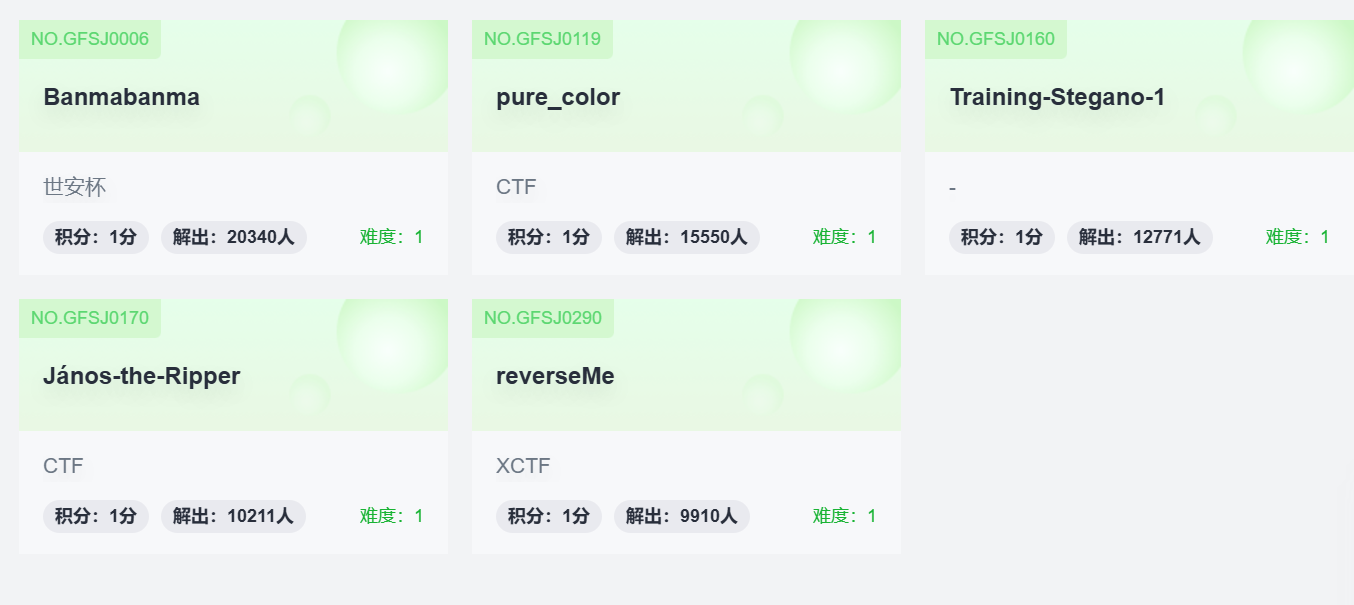 NO.GFSJ0006
Banmabanma
世安杯
积分：1分 解出：20340人 难度：1
NO.GFSJ0119
pure_color
CTF
积分：1分 解出：15550人 难度：1
NO.GFSJ0160
Training-Stegano-1
-
积分：1分 解出：12771人 难度：1
NO.GFSJ0170
János-the-Ripper
CTF
积分：1分 解出：10211人 难度：1
NO.GFSJ0290
reverseMe
XCTF
积分：1分 解出：9910人 难度：1